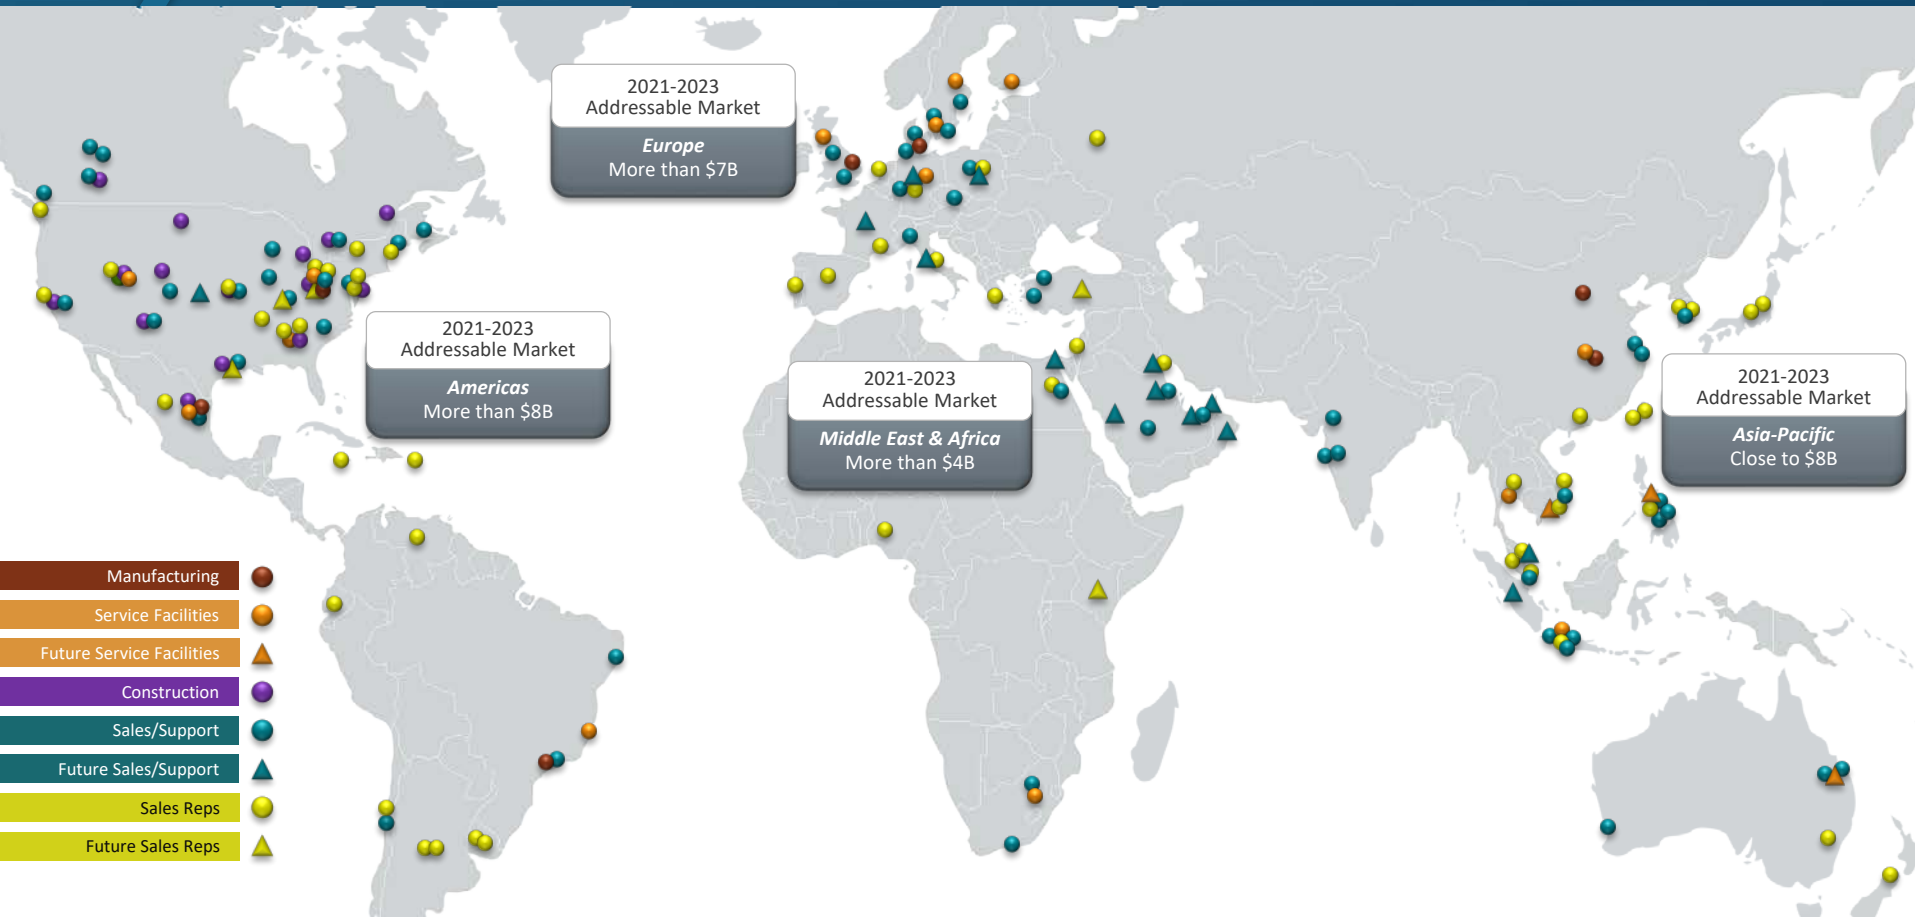 2021-2023
Addressable Market
Europe
More than $7B
2021-2023
Addressable Market
Americas
More than $8B
2021-2023
Addressable Market
Middle East & Africa
More than $4B
2021-2023
Addressable Market
Asia-Pacific
Close to $8B
Manufacturing
Service Facilities
Future Service Facilities
Construction
Sales/Support
Future Sales/Support
Sales Reps
Future Sales Reps